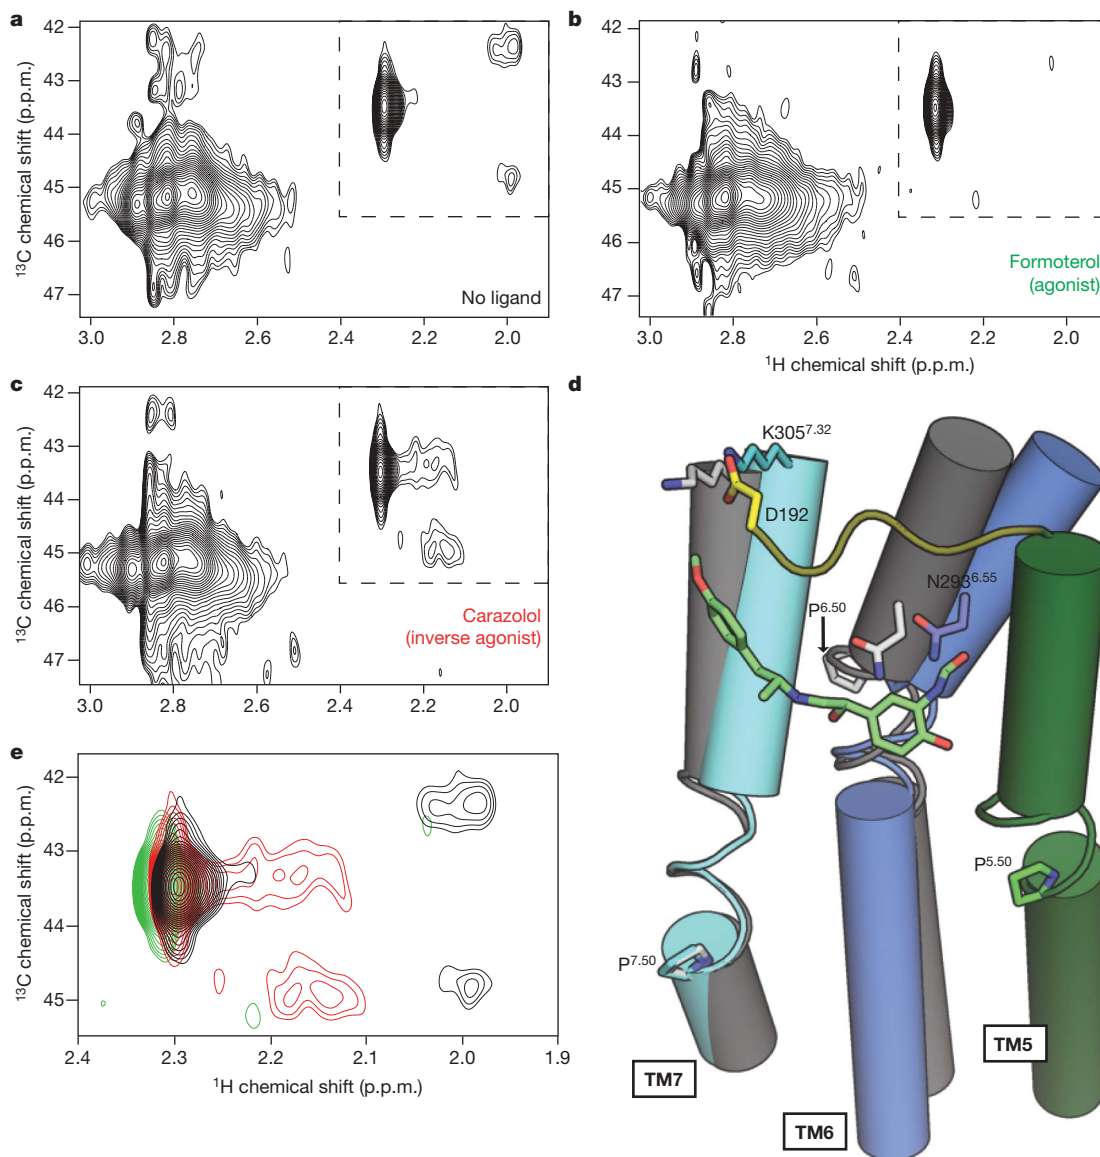 a
42
43
44
45
46
47
3.0
2.8
2.6
2.4
2.2
2.0
13C chemical shift (p.p.m.)
No ligand
b
42
43
44
45
46
47
3.0
2.8
2.6
2.4
2.2
2.0
13C chemical shift (p.p.m.)
Formoterol
(agonist)
1H chemical shift (p.p.m.)
c
42
43
44
45
46
47
3.0
2.8
2.6
2.4
2.2
2.0
13C chemical shift (p.p.m.)
Carazolol
(inverse agonist)
d
K3057.32
D192
N2936.55
P6.50
P5.50
P7.50
TM5
TM7
TM6
e
42
43
44
45
2.4
2.3
2.2
2.1
2.0
1.9
13C chemical shift (p.p.m.)
1H chemical shift (p.p.m.)